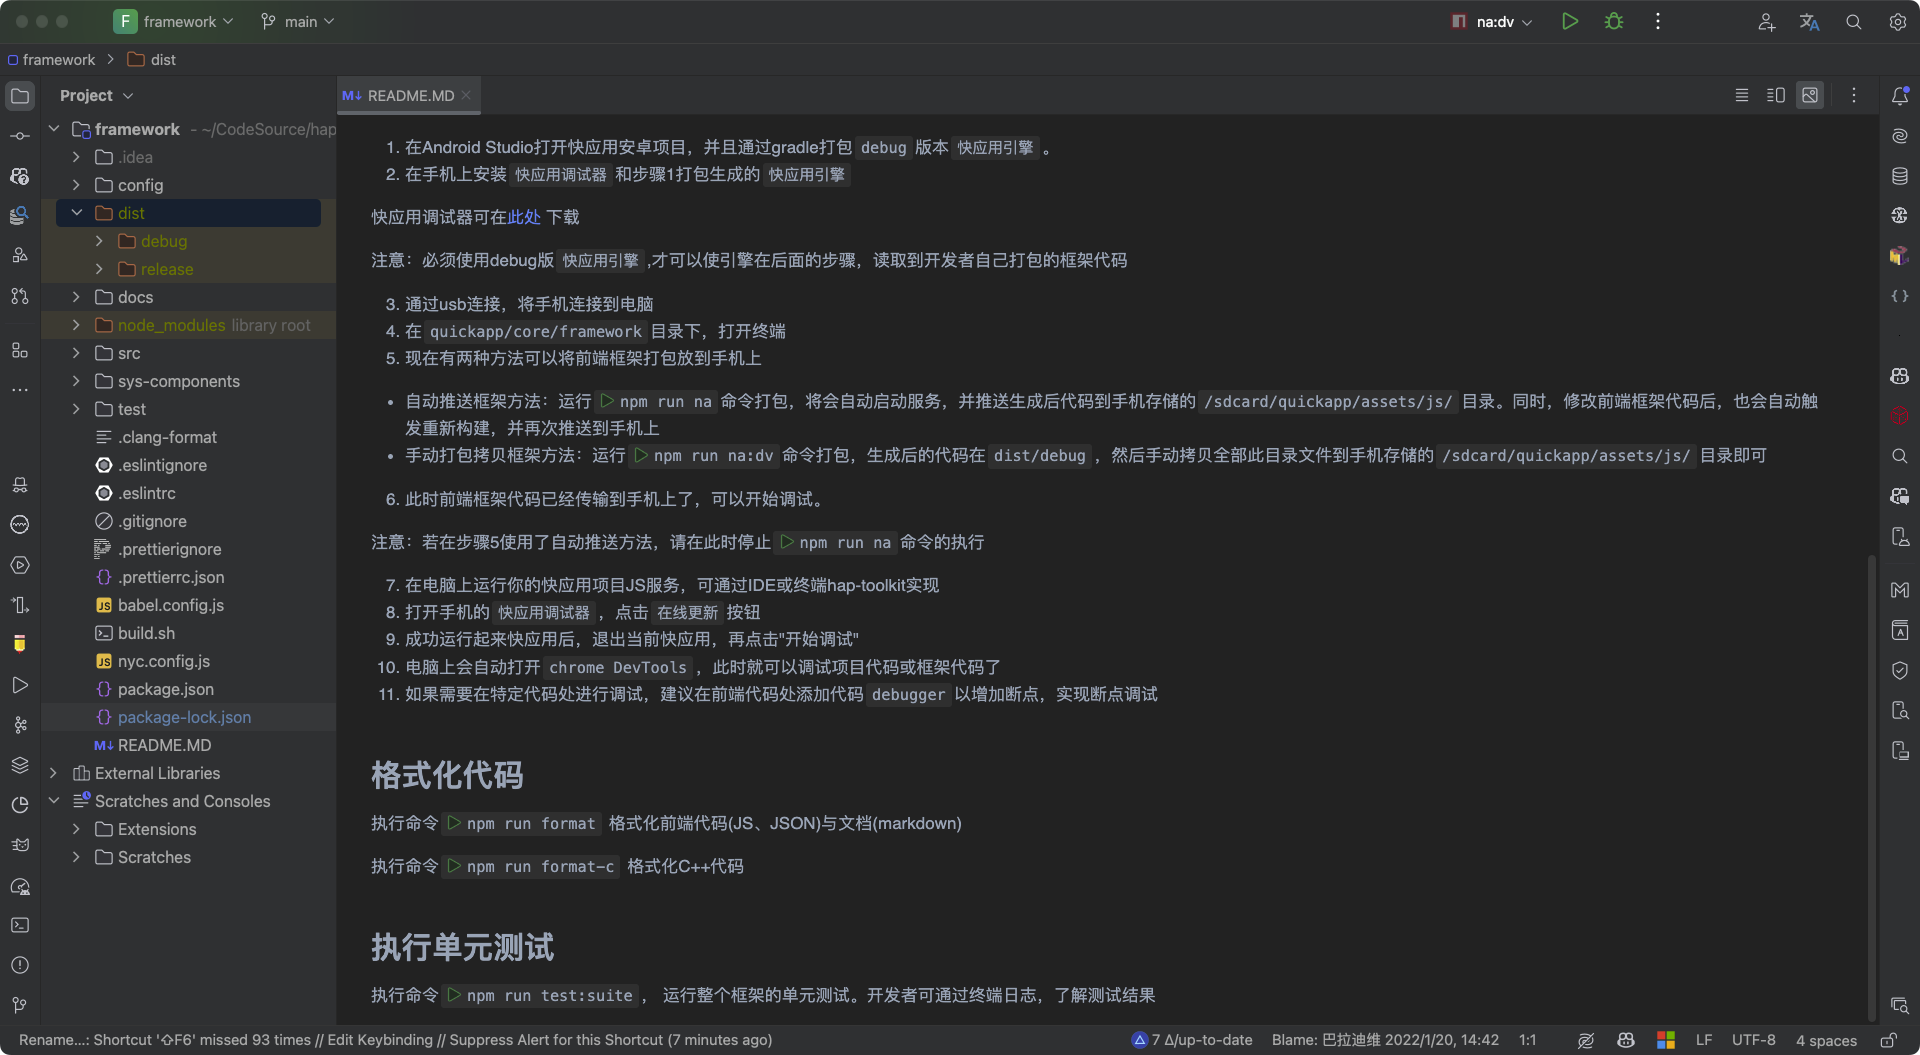 F framework main na:dv
framework dist
Project
README.MD
framework - ~/CodeSource/hap
.idea
config
dist
debug
release
docs
node_modules library root
src
sys-components
test
.clang-format
.eslintignore
.eslintrc
.gitignore
.prettierignore
.prettierrc.json
babel.config.js
build.sh
nyc.config.js
package.json
package-lock.json
README.MD
External Libraries
Scratches and Consoles
Extensions
Scratches
1. 在Android Studio打开快应用安卓项目，并且通过gradle打包 debug 版本 快应用引擎 。
2. 在手机上安装 快应用调试器 和步骤1打包生成的 快应用引擎
快应用调试器可在此处 下载
注意：必须使用debug版 快应用引擎 ,才可以使引擎在后面的步骤，读取到开发者自己打包的框架代码
3. 通过usb连接，将手机连接到电脑
4. 在 quickapp/core/framework 目录下，打开终端
5. 现在有两种方法可以将前端框架打包放到手机上
• 自动推送框架方法：运行 npm run na 命令打包，将会自动启动服务，并推送生成后代码到手机存储的 /sdcard/quickapp/assets/js/ 目录。同时，修改前端框架代码后，也会自动触
发重新构建，并再次推送到手机上
• 手动打包拷贝框架方法：运行 npm run na:dv 命令打包，生成后的代码在 dist/debug ，然后手动拷贝全部此目录文件到手机存储的 /sdcard/quickapp/assets/js/ 目录即可
6. 此时前端框架代码已经传输到手机上了，可以开始调试。
注意：若在步骤5使用了自动推送方法，请在此时停止 npm run na 命令的执行
7. 在电脑上运行你的快应用项目JS服务，可通过IDE或终端hap-toolkit实现
8. 打开手机的 快应用调试器 ，点击 在线更新 按钮
9. 成功运行起来快应用后，退出当前快应用，再点击"开始调试"
10. 电脑上会自动打开 chrome DevTools ，此时就可以调试项目代码或框架代码了
11. 如果需要在特定代码处进行调试，建议在前端代码处添加代码 debugger 以增加断点，实现断点调试
格式化代码
执行命令 npm run format 格式化前端代码(JS、JSON)与文档(markdown)
执行命令 npm run format-c 格式化C++代码
执行单元测试
执行命令 npm run test:suite ， 运行整个框架的单元测试。开发者可通过终端日志，了解测试结果
Rename...: Shortcut '⇧F6' missed 93 times // Edit Keybinding // Suppress Alert for this Shortcut (7 minutes ago)
7 Δ/up-to-date Blame: 巴拉迪维 2022/1/20, 14:42 1:1 LF UTF-8 4 spaces